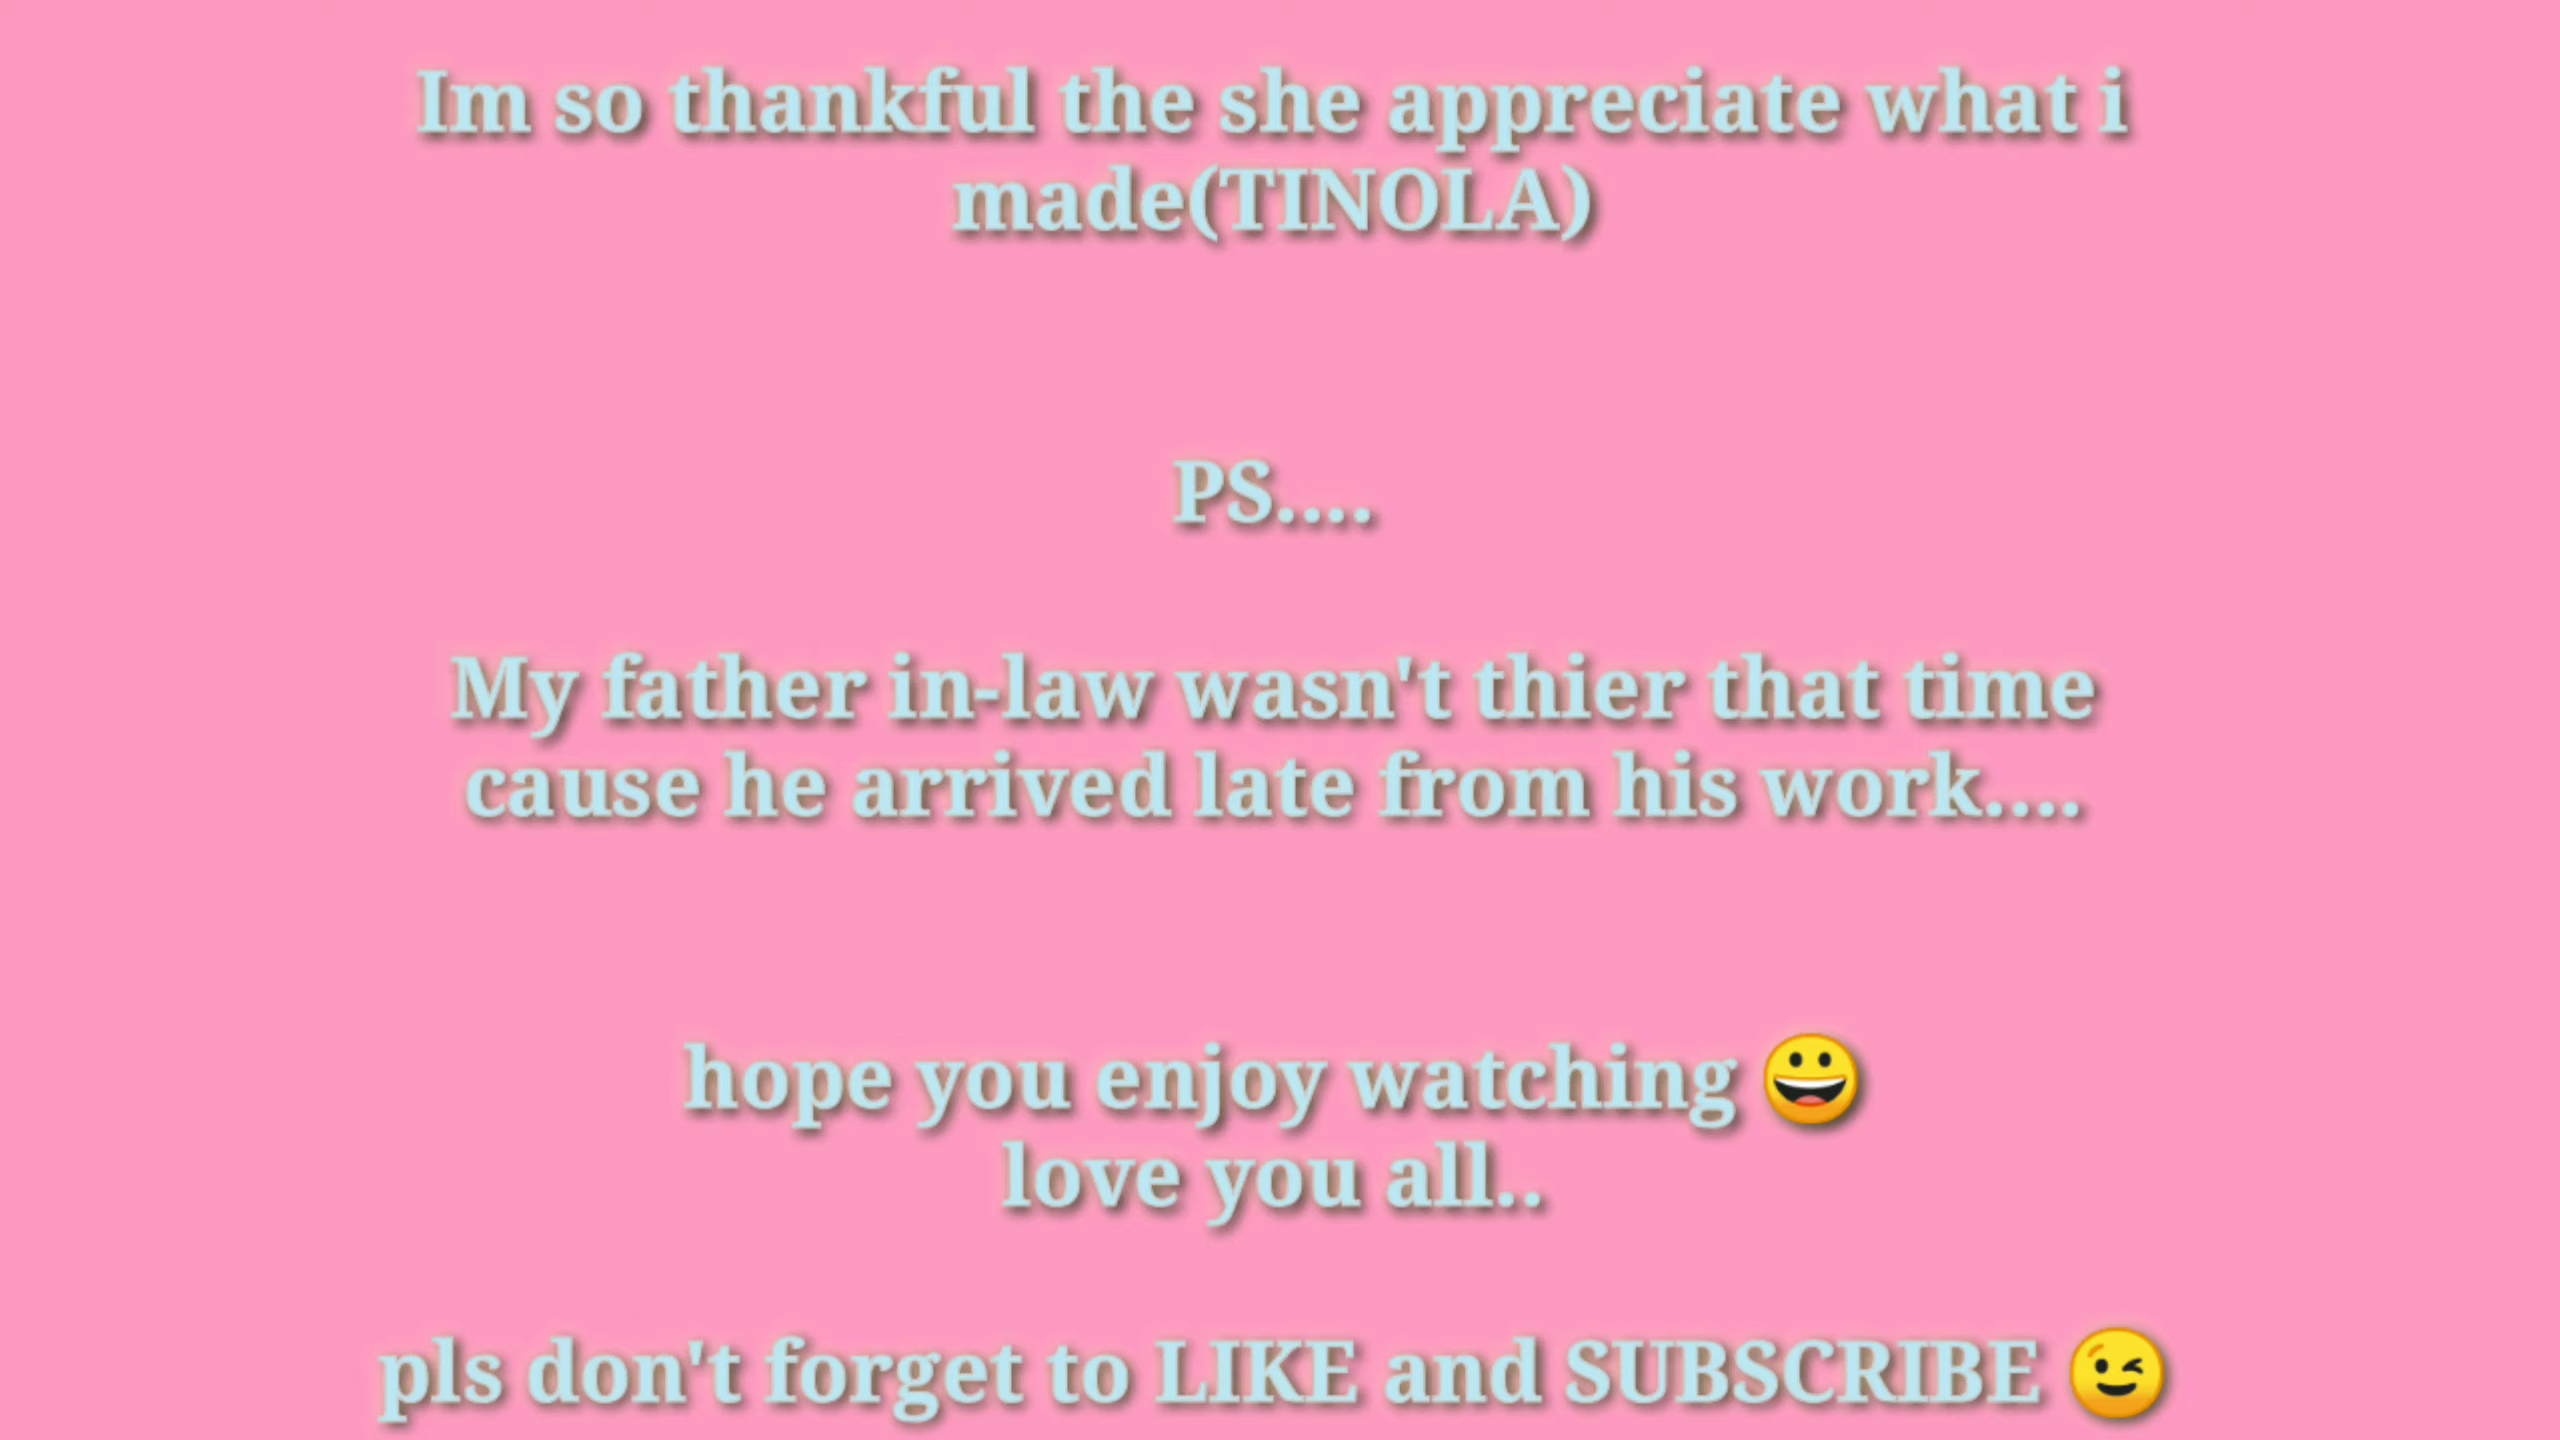 Im so thankful the she appreciate what i
made(TINOLA)
PS....
My father in-law wasn't thier that time
cause he arrived late from his work....
hope you enjoy watching 😀
love you all..
pls don't forget to LIKE and SUBSCRIBE 😉